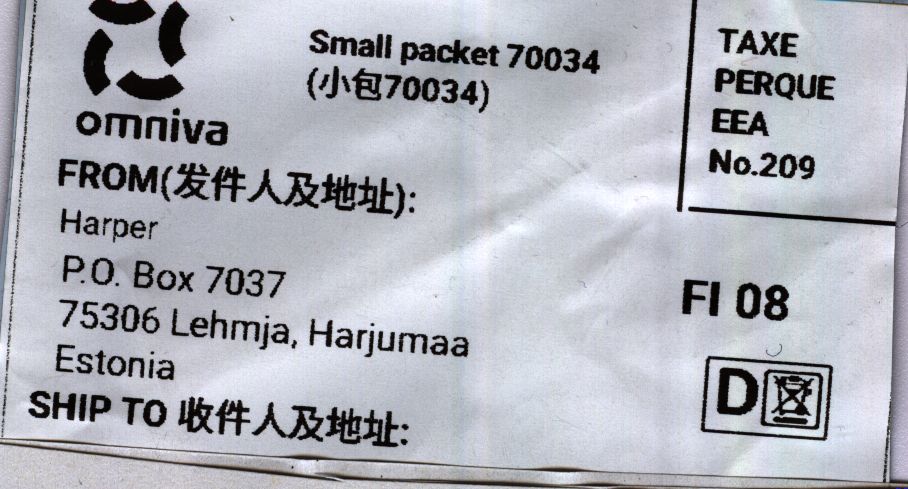 omniva
Small packet 70034
(小包70034)
TAXE
PERQUE
EEA
No.209
FROM(发件人及地址):
Harper
P.O. Box 7037
75306 Lehmja, Harjumaa
Estonia
FI 08
D
SHIP TO 收件人及地址: